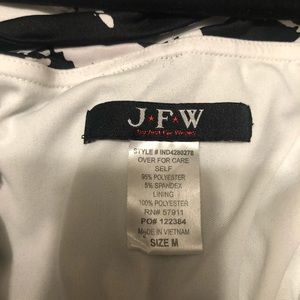 J★F★W
STYLE # IND4280278
OVER FOR CARE
SELF
95% POLYESTER
5% SPANDEX
LINING
100% POLYESTER
RN# 57911
PO# 122384
MADE IN VIETNAM
SIZE M